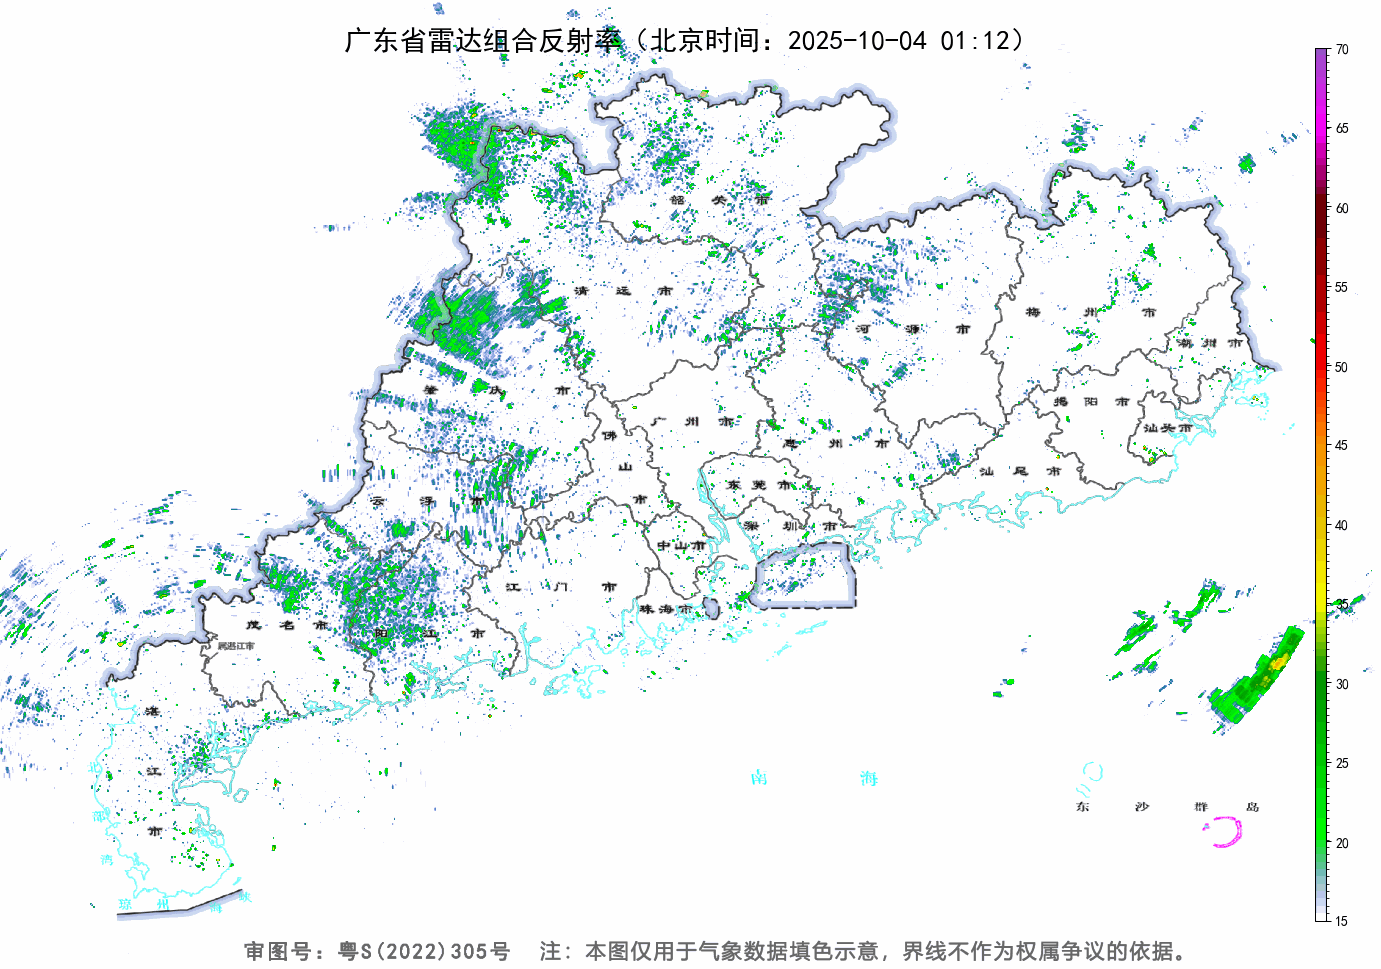 广东省雷达组合反射率（北京时间：2025-10-04 01:12）
70
65
60
55
50
45
40
35
30
25
20
15
韶关市
清远市
河源市
梅州市
潮州市
肇庆市
广州市
揭阳市
汕头市
佛山市
惠州市
汕尾市
云浮市
东莞市
深圳市
中山市
江门市
珠海市
茂名市
阳江市
属湛江市
湛江市
北部湾
南海
东沙群岛
琼州海峡
审图号：粤S(2022)305号 注：本图仅用于气象数据填色示意，界线不作为权属争议的依据。